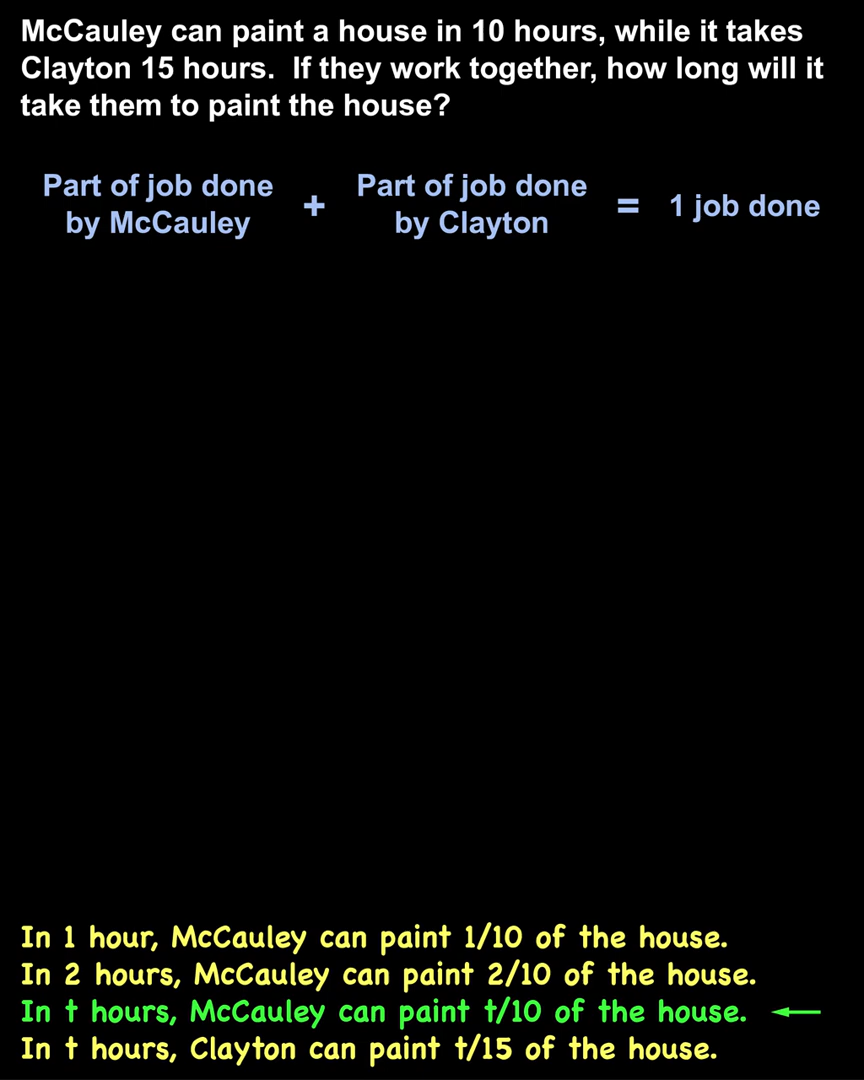 McCauley can paint a house in 10 hours, while it takes
Clayton 15 hours.  If they work together, how long will it
take them to paint the house?
Part of job done
by McCauley
+
Part of job done
by Clayton
=
1 job done
In 1 hour, McCauley can paint 1/10 of the house.
In 2 hours, McCauley can paint 2/10 of the house.
In t hours, McCauley can paint t/10 of the house.
In t hours, Clayton can paint t/15 of the house.